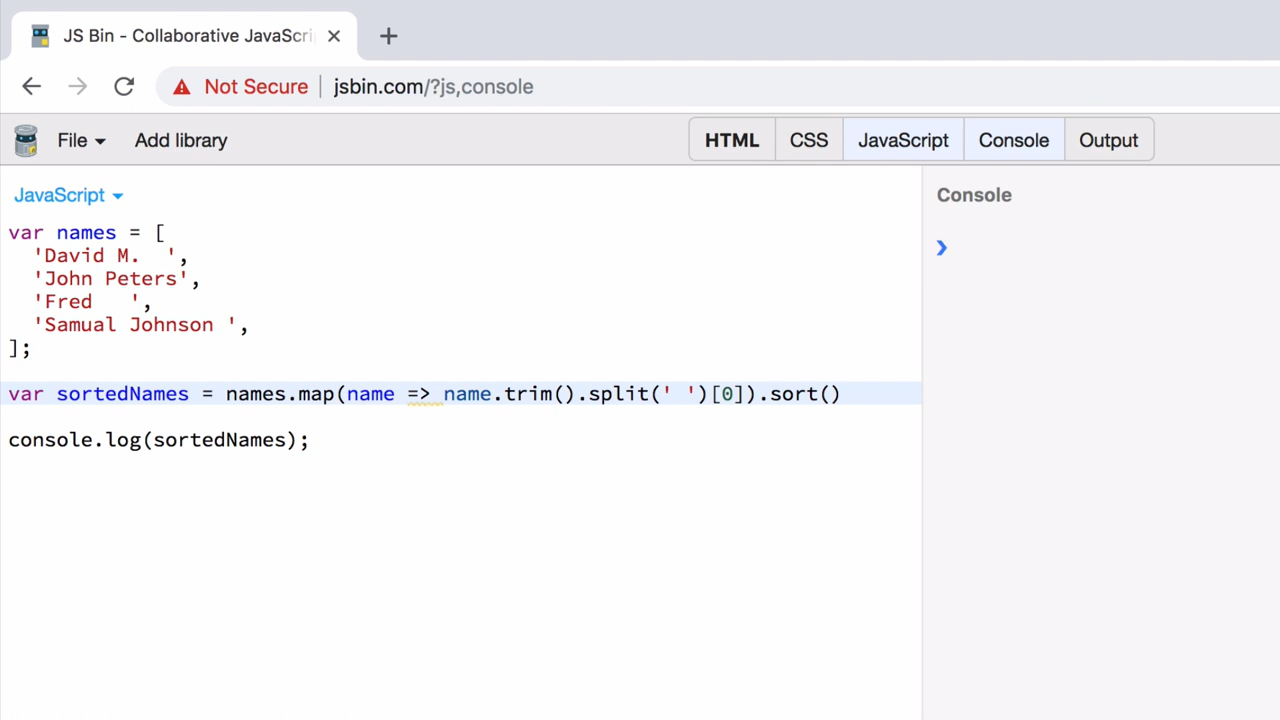 JS Bin - Collaborative JavaScri
Not Secure
jsbin.com/?js,console
File
Add library
HTML
CSS
JavaScript
Console
Output
JavaScript
Console
var names = [
  'David M.  ',
  'John Peters',
  'Fred   ',
  'Samual Johnson ',
];
var sortedNames = names.map(name => name.trim().split(' ')[0]).sort()
console.log(sortedNames);